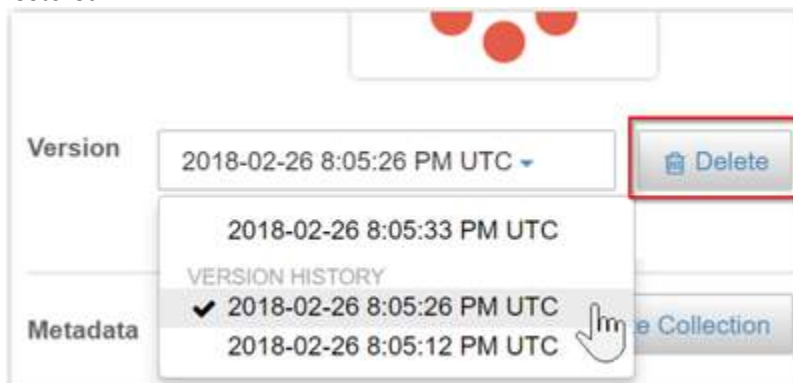 Version
2018-02-26 8:05:26 PM UTC
Delete
2018-02-26 8:05:33 PM UTC
VERSION HISTORY
2018-02-26 8:05:26 PM UTC
2018-02-26 8:05:12 PM UTC
Metadata
e Collection